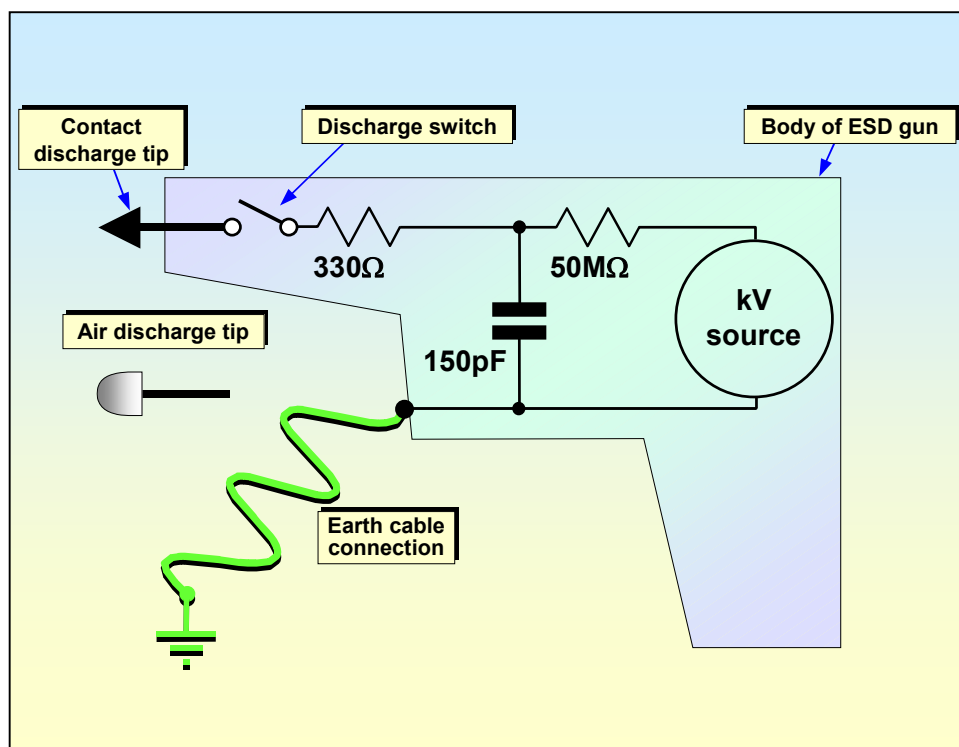 Contact
discharge tip
Discharge switch
Body of ESD gun
330Ω
50MΩ
kV
source
Air discharge tip
150pF
Earth cable
connection